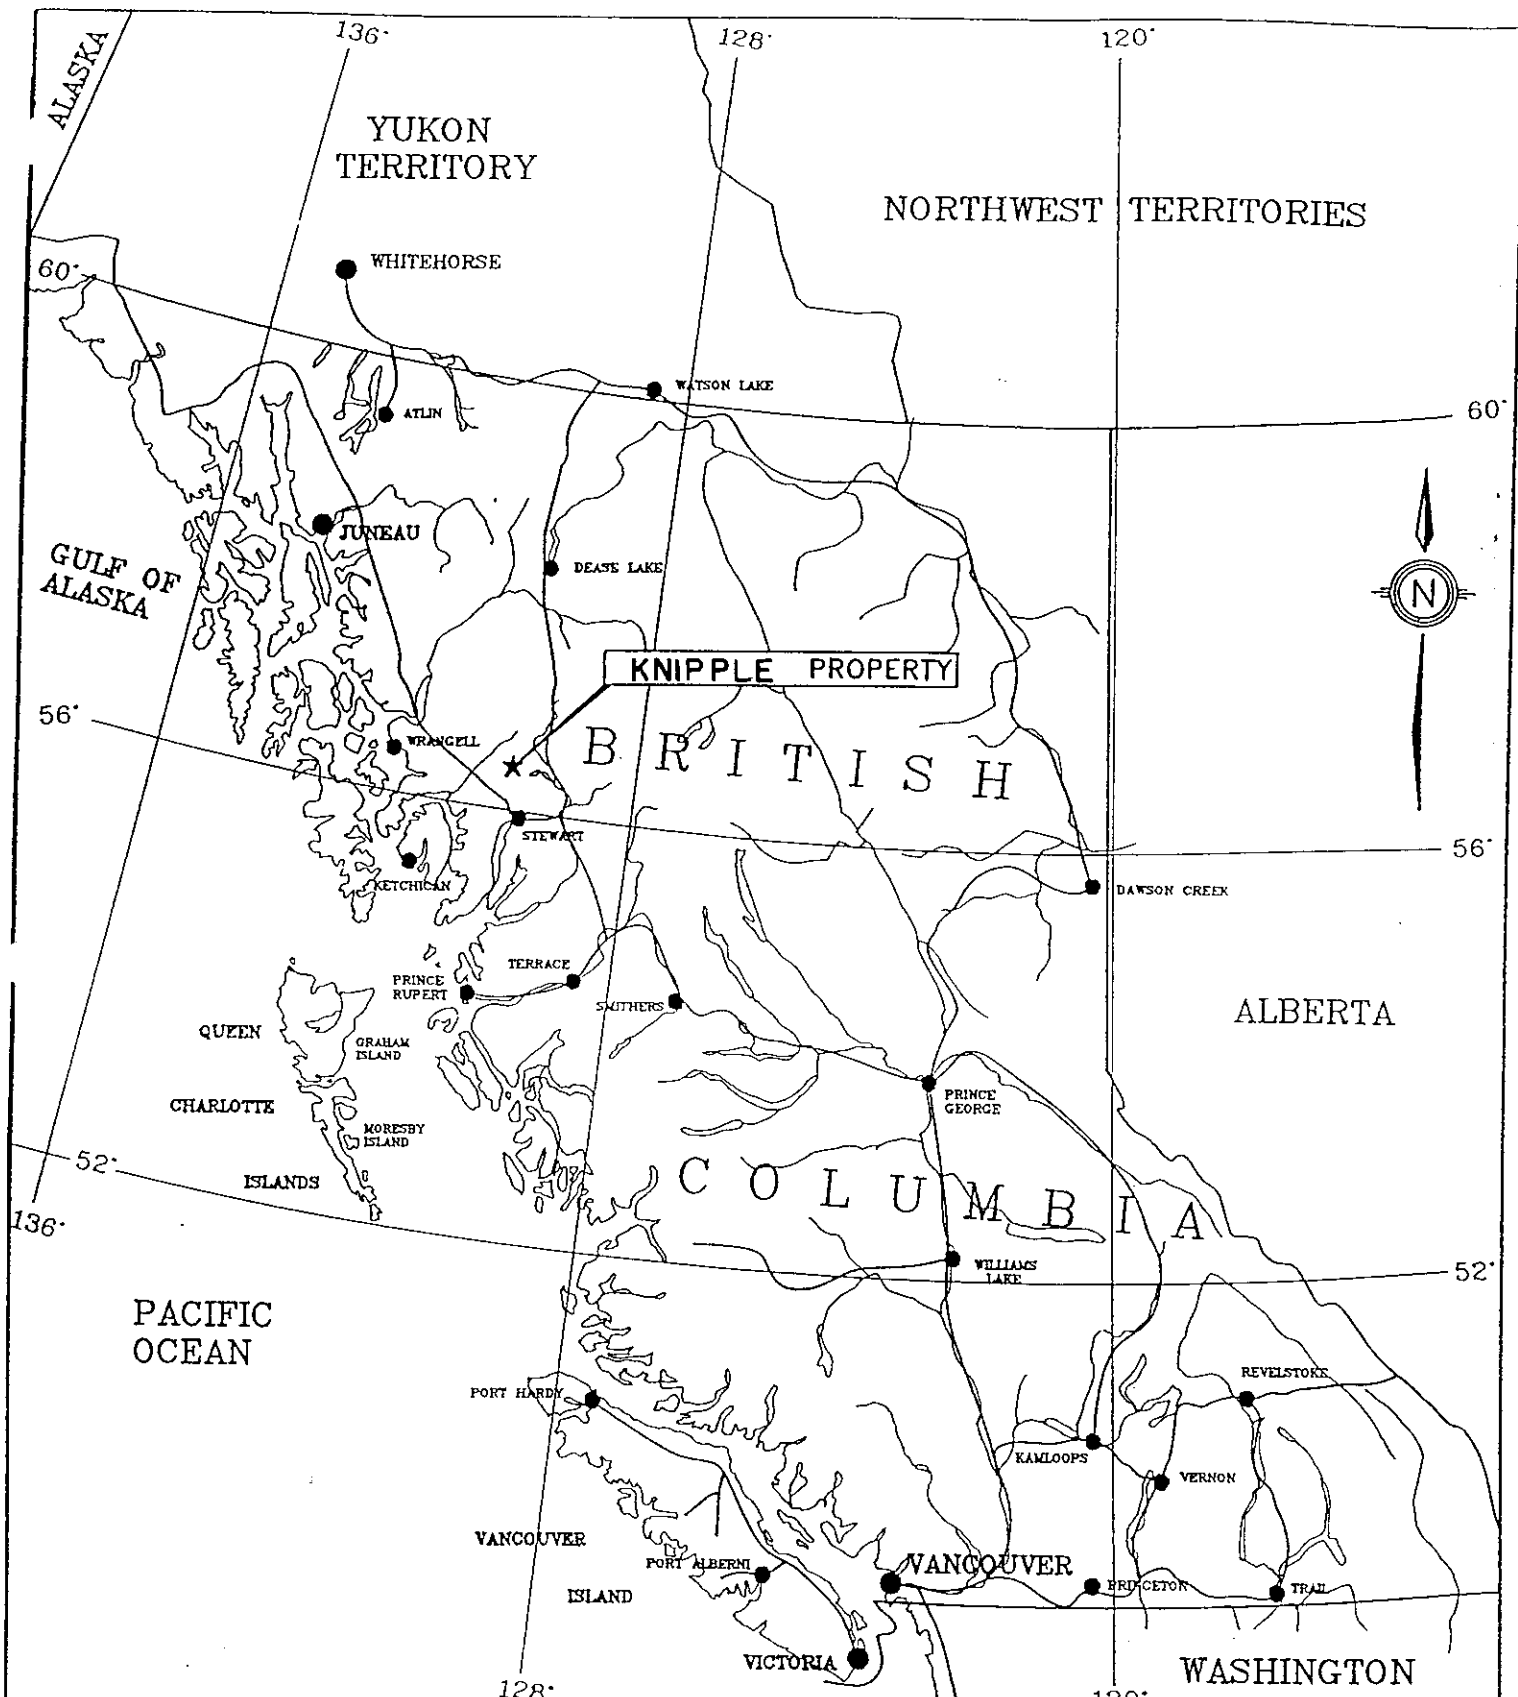 136°
128°
120°
ALASKA
YUKON
TERRITORY
NORTHWEST TERRITORIES
60°
WHITEHORSE
WATSON LAKE
ATLIN
60°
JUNEAU
GULF OF
ALASKA
DEASE LAKE
N
KNIPPLE PROPERTY
56°
WRANGELL
BRITISH
STEWART
56°
KETCHICAN
DAWSON CREEK
TERRACE
PRINCE
RUPERT
SMITHERS
ALBERTA
QUEEN
GRAHAM
ISLAND
CHARLOTTE
PRINCE
GEORGE
MORESBY
ISLAND
52°
ISLANDS
COLUMBIA
136°
WILLIAMS
LAKE
52°
PACIFIC
OCEAN
REVELSTOKE
PORT HARDY
KAMLOOPS
VERNON
VANCOUVER
ISLAND
PORT ALBERNI
VANCOUVER
PRINCETON
TRAIL
VICTORIA
WASHINGTON
128°
120°